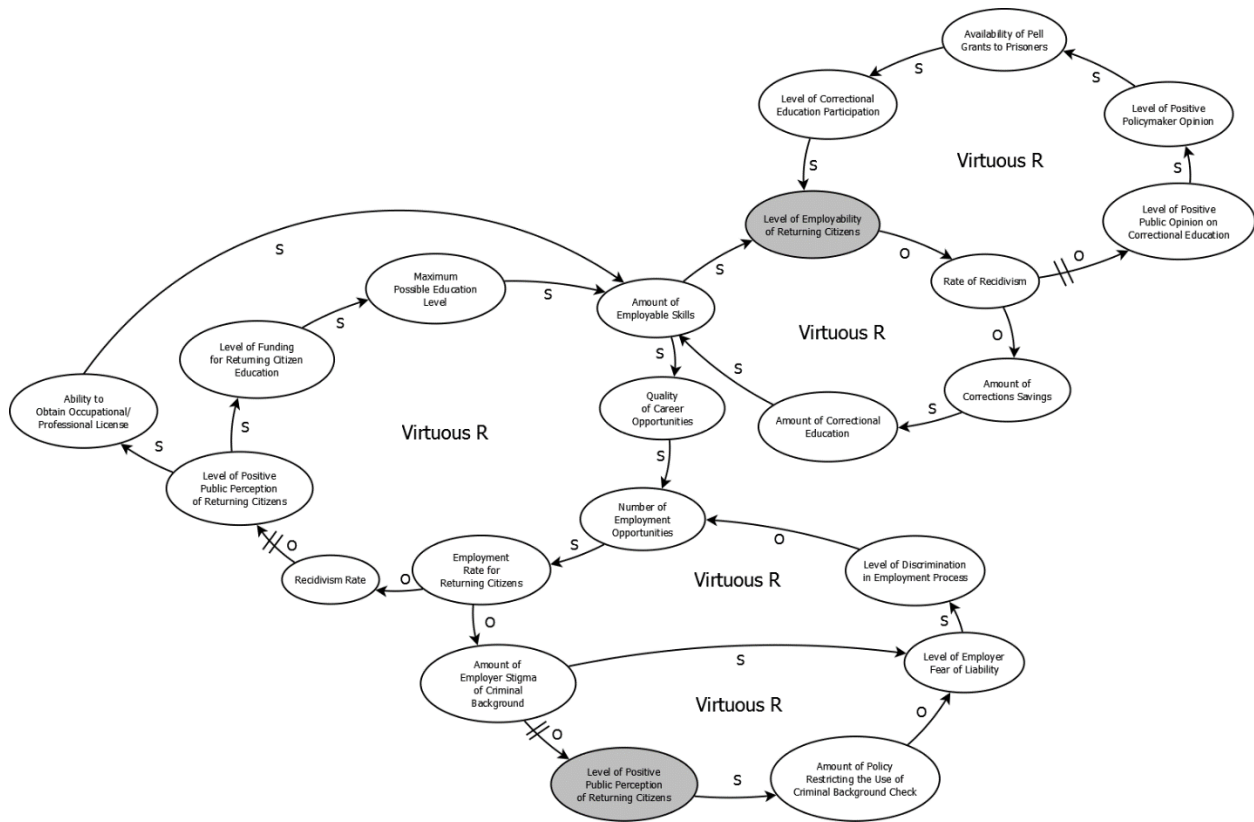 Availability of Pell
Grants to Prisoners
S
S
Level of Correctional
Education Participation
Level of Positive
Policymaker Opinion
Virtuous R
S
S
Level of Employability
of Returning Citizens
Level of Positive
Public Opinion on
Correctional Education
S
O
O
S
Maximum
Possible Education
Level
S
Rate of Recidivism
Amount of
Employable Skills
S
Virtuous R
O
Level of Funding
for Returning Citizen
Education
S
S
Amount of
Corrections Savings
Ability to
Obtain Occupational/
Professional License
Quality
of Career
Opportunities
S
Amount of Correctional
Education
S
Virtuous R
S
S
Level of Positive
Public Perception
of Returning Citizens
Number of
Employment
Opportunities
O
S
O
Employment
Rate for
Returning Citizens
Recidivism Rate
O
Virtuous R
Level of Discrimination
in Employment Process
O
S
Amount of
Employer Stigma
of Criminal
Background
S
Level of Employer
Fear of Liability
Virtuous R
O
O
Level of Positive
Public Perception
of Returning Citizens
S
Amount of Policy
Restricting the Use of
Criminal Background Check